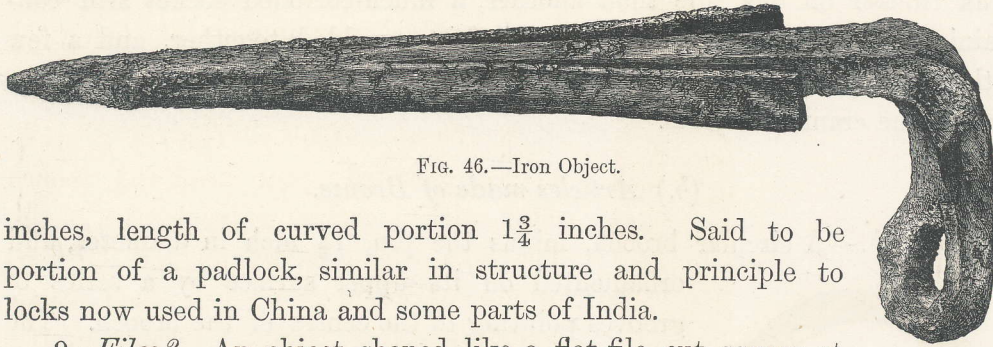 FIG. 46.—Iron Object.
inches, length of curved portion 1¾ inches. Said to be
portion of a padlock, similar in structure and principle to
locks now used in China and some parts of India.